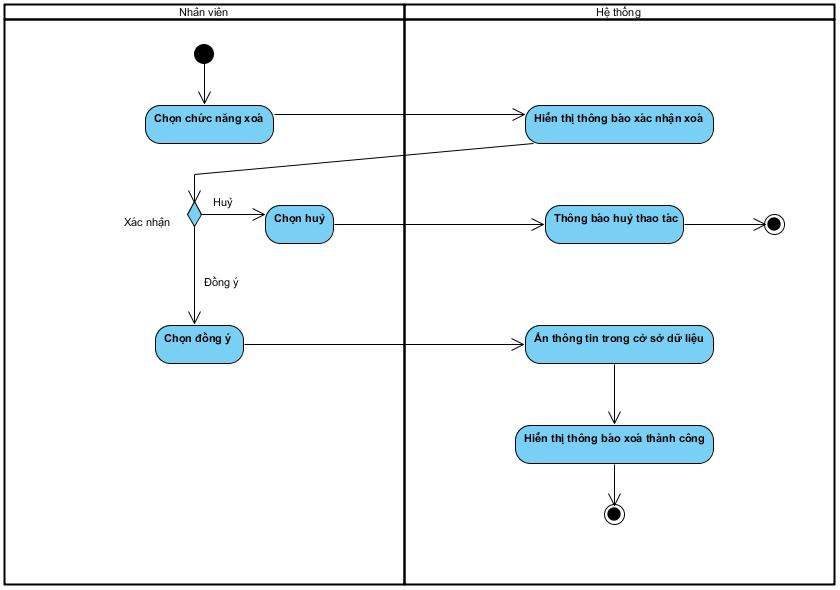 Nhân viên
Hệ thống
Chọn chức năng xoá
Hiển thị thông báo xác nhận xoá
Xác nhận
Huỷ
Chọn huỷ
Thông báo huỷ thao tác
Đồng ý
Chọn đồng ý
Ẩn thông tin trong cở sở dữ liệu
Hiển thị thông báo xoá thành công